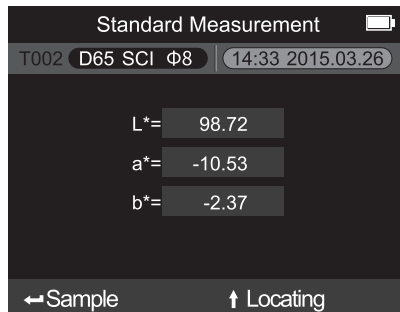 Standard Measurement
T002 D65 SCI Φ8 14:33 2015.03.26
L*= 98.72
a*= -10.53
b*= -2.37
Sample Locating